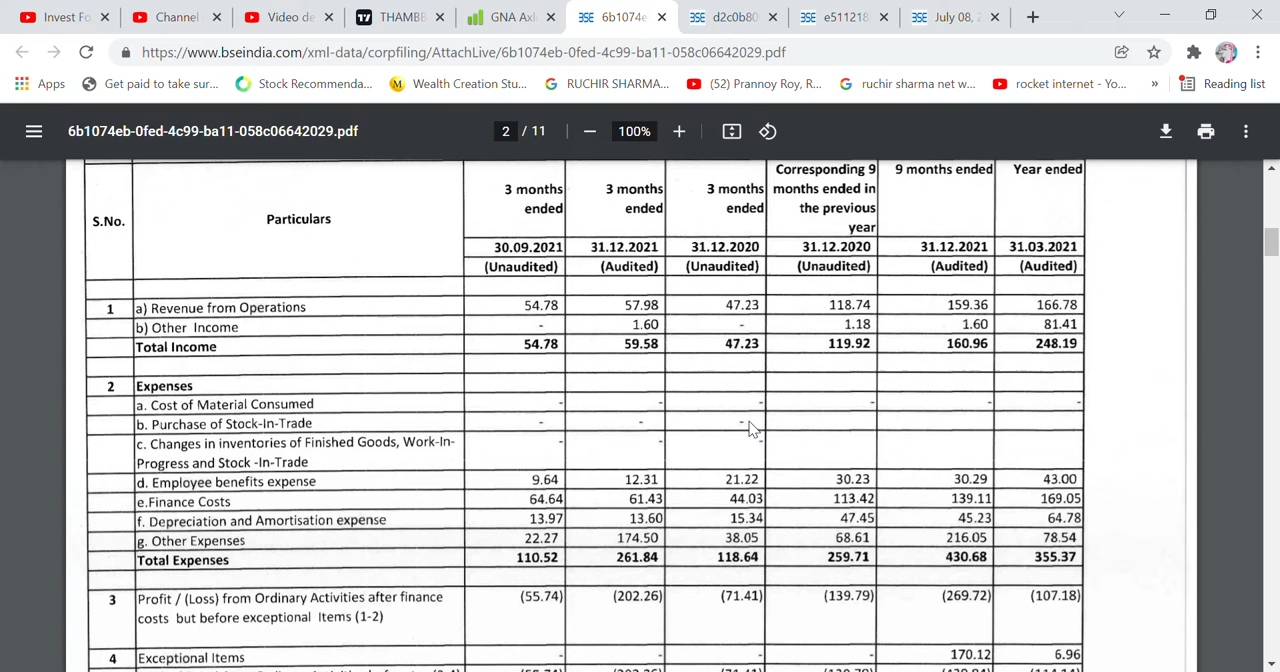 Invest Fo
Channel
Video de
THAMBB
GNA Axl
6b1074e
d2c0b80
e511218
July 08, 2
https://www.bseindia.com/xml-data/corpfiling/AttachLive/6b1074eb-0fed-4c99-ba11-058c06642029.pdf
Apps Get paid to take sur... Stock Recommenda... Wealth Creation Stu... RUCHIR SHARMA... (52) Prannoy Roy, R... ruchir sharma net w... rocket internet - Yo... » Reading list
6b1074eb-0fed-4c99-ba11-058c06642029.pdf 2 / 11 100%
S.No. Particulars
3 months ended
3 months ended
3 months ended
Corresponding 9 months ended in the previous year
9 months ended
Year ended
30.09.2021 31.12.2021 31.12.2020 31.12.2020 31.12.2021 31.03.2021
(Unaudited) (Audited) (Unaudited) (Unaudited) (Audited) (Audited)
1 a) Revenue from Operations 54.78 57.98 47.23 118.74 159.36 166.78
b) Other Income - 1.60 - 1.18 1.60 81.41
Total Income 54.78 59.58 47.23 119.92 160.96 248.19
2 Expenses
a. Cost of Material Consumed - - - - - -
b. Purchase of Stock-In-Trade - - -
c. Changes in inventories of Finished Goods, Work-In- - - -
Progress and Stock -In-Trade
d. Employee benefits expense 9.64 12.31 21.22 30.23 30.29 43.00
e.Finance Costs 64.64 61.43 44.03 113.42 139.11 169.05
f. Depreciation and Amortisation expense 13.97 13.60 15.34 47.45 45.23 64.78
g. Other Expenses 22.27 174.50 38.05 68.61 216.05 78.54
Total Expenses 110.52 261.84 118.64 259.71 430.68 355.37
3 Profit / (Loss) from Ordinary Activities after finance (55.74) (202.26) (71.41) (139.79) (269.72) (107.18)
costs but before exceptional Items (1-2)
4 Exceptional Items - - - - 170.12 6.96